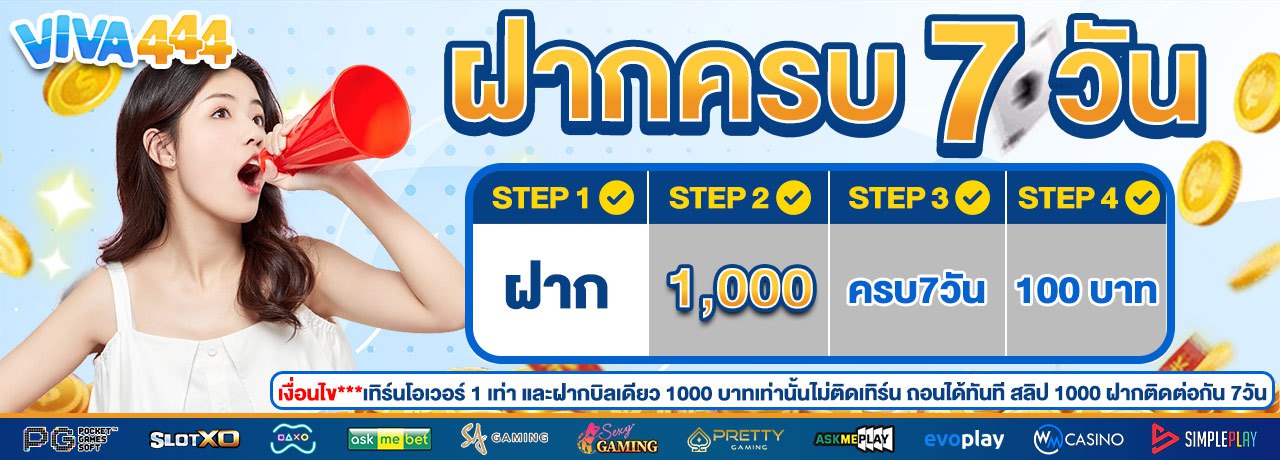 VIVA444
ฝากครบ 7 วัน
STEP 1 STEP 2 STEP 3 STEP 4
ฝาก 1,000 ครบ7วัน 100 บาท
เงื่อนไข***เทิร์นโอเวอร์ 1 เท่า และฝากบิลเดียว 1000 บาทเท่านั้นไม่ติดเทิร์น ถอนได้ทันที สลิป 1000 ฝากติดต่อกัน 7วัน
PG POCKET GAMES SOFT™ SLOTXO askmebet SA GAMING Sexy GAMING PRETTY GAMING ASKMEPLAY evoplay WM CASINO SIMPLEPLAY